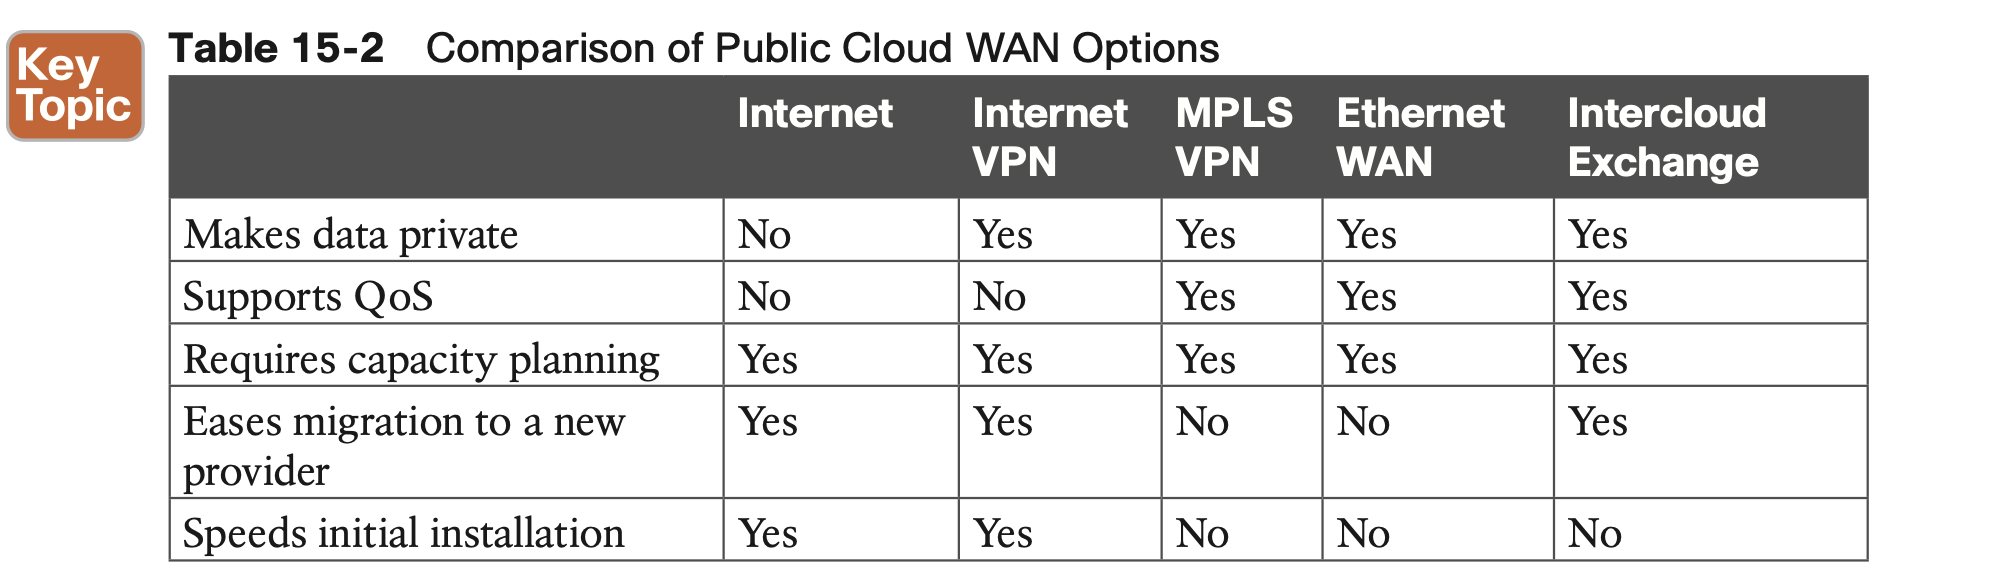 Key
Topic
Table 15-2 Comparison of Public Cloud WAN Options
Internet Internet VPN MPLS VPN Ethernet WAN Intercloud Exchange
Makes data private No Yes Yes Yes Yes
Supports QoS No No Yes Yes Yes
Requires capacity planning Yes Yes Yes Yes Yes
Eases migration to a new provider Yes Yes No No Yes
Speeds initial installation Yes Yes No No No